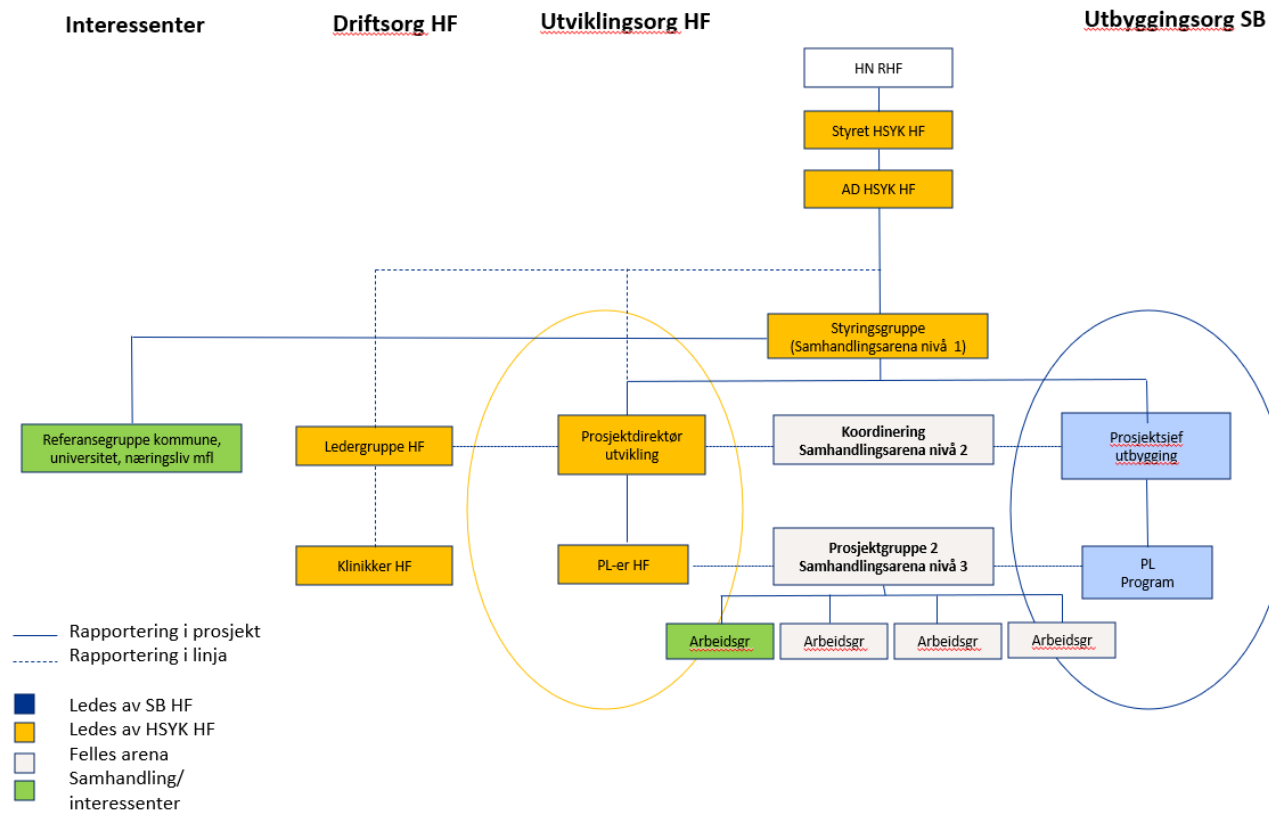 Interessenter
Driftsorg HF
Utviklingsorg HF
Utbyggingsorg SB
HN RHF
Styret HSYK HF
AD HSYK HF
Styringsgruppe
(Samhandlingsarena nivå 1)
Referansegruppe kommune,
universitet, næringsliv mfl
Ledergruppe HF
Prosjektdirektør
utvikling
Koordinering
Samhandlingsarena nivå 2
Prosjektsief
utbygging
Klinikker HF
PL-er HF
Prosjektgruppe 2
Samhandlingsarena nivå 3
PL
Program
Arbeidsgr
Arbeidsgr
Arbeidsgr
Arbeidsgr
Rapportering i prosjekt
Rapportering i linja
Ledes av SB HF
Ledes av HSYK HF
Felles arena
Samhandling/
interessenter